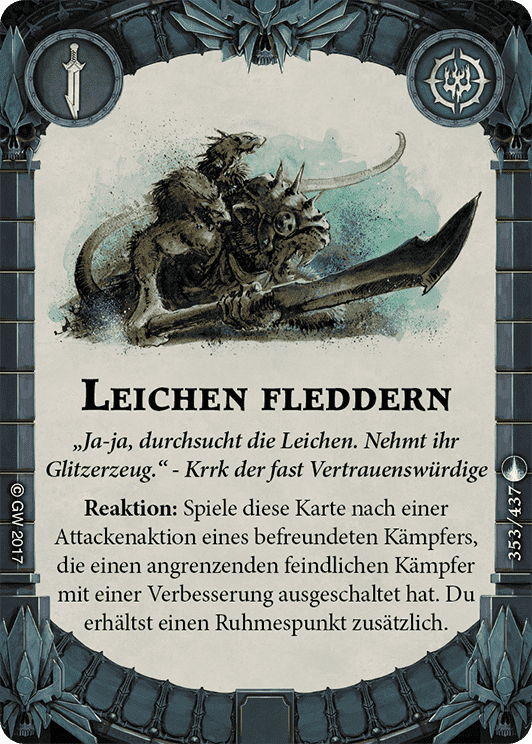 Leichen fleddern
„Ja-ja, durchsucht die Leichen. Nehmt ihr
Glitzerzeug.“ - Krrk der fast Vertrauenswürdige
Reaktion: Spiele diese Karte nach einer
Attackenaktion eines befreundeten Kämpfers,
die einen angrenzenden feindlichen Kämpfer
mit einer Verbesserung ausgeschaltet hat. Du
erhältst einen Ruhmespunkt zusätzlich.
© GW 2017
353/437